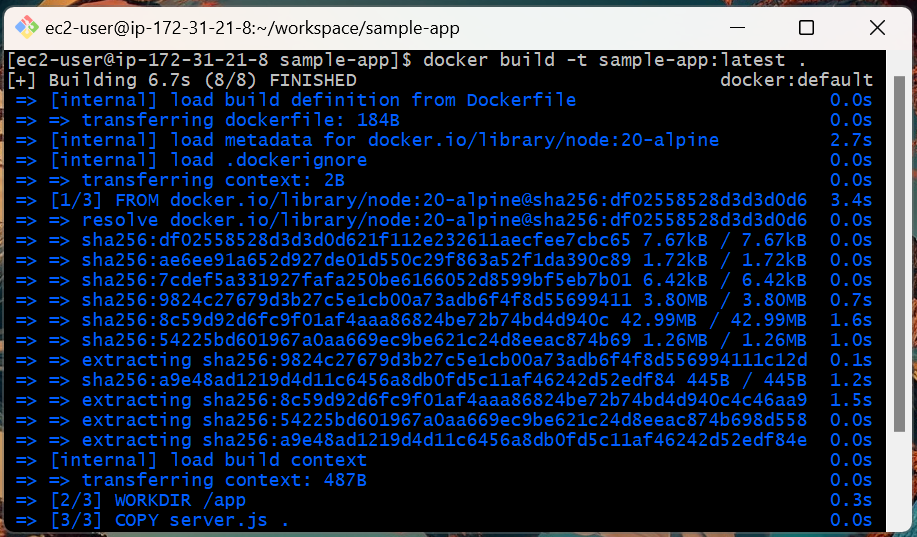 ec2-user@ip-172-31-21-8:~/workspace/sample-app
[ec2-user@ip-172-31-21-8 sample-app]$ docker build -t sample-app:latest .
[+] Building 6.7s (8/8) FINISHED docker:default
=> [internal] load build definition from Dockerfile 0.0s
=> => transferring dockerfile: 184B 0.0s
=> [internal] load metadata for docker.io/library/node:20-alpine 2.7s
=> [internal] load .dockerignore 0.0s
=> => transferring context: 2B 0.0s
=> [1/3] FROM docker.io/library/node:20-alpine@sha256:df02558528d3d3d0d6 3.4s
=> => resolve docker.io/library/node:20-alpine@sha256:df02558528d3d3d0d6 0.0s
=> => sha256:df02558528d3d3d0d621f112e232611aecfee7cbc65 7.67kB / 7.67kB 0.0s
=> => sha256:ae6ee91a652d927de01d550c29f863a52f1da390c89 1.72kB / 1.72kB 0.0s
=> => sha256:7cdef5a331927fafa250be6166052d8599bf5eb7b01 6.42kB / 6.42kB 0.0s
=> => sha256:9824c27679d3b27c5e1cb00a73adb6f4f8d55699411 3.80MB / 3.80MB 0.7s
=> => sha256:8c59d92d6fc9f01af4aaa86824be72b74bd4d940c 42.99MB / 42.99MB 1.6s
=> => sha256:54225bd601967a0aa669ec9be621c24d8eeac874b69 1.26MB / 1.26MB 1.0s
=> => extracting sha256:9824c27679d3b27c5e1cb00a73adb6f4f8d556994111c12d 0.1s
=> => sha256:a9e48ad1219d4d11c6456a8db0fd5c11af46242d52edf84 445B / 445B 1.2s
=> => extracting sha256:8c59d92d6fc9f01af4aaa86824be72b74bd4d940c4c46aa9 1.5s
=> => extracting sha256:54225bd601967a0aa669ec9be621c24d8eeac874b698d558 0.0s
=> => extracting sha256:a9e48ad1219d4d11c6456a8db0fd5c11af46242d52edf84e 0.0s
=> [internal] load build context 0.0s
=> => transferring context: 487B 0.0s
=> [2/3] WORKDIR /app 0.3s
=> [3/3] COPY server.js . 0.0s